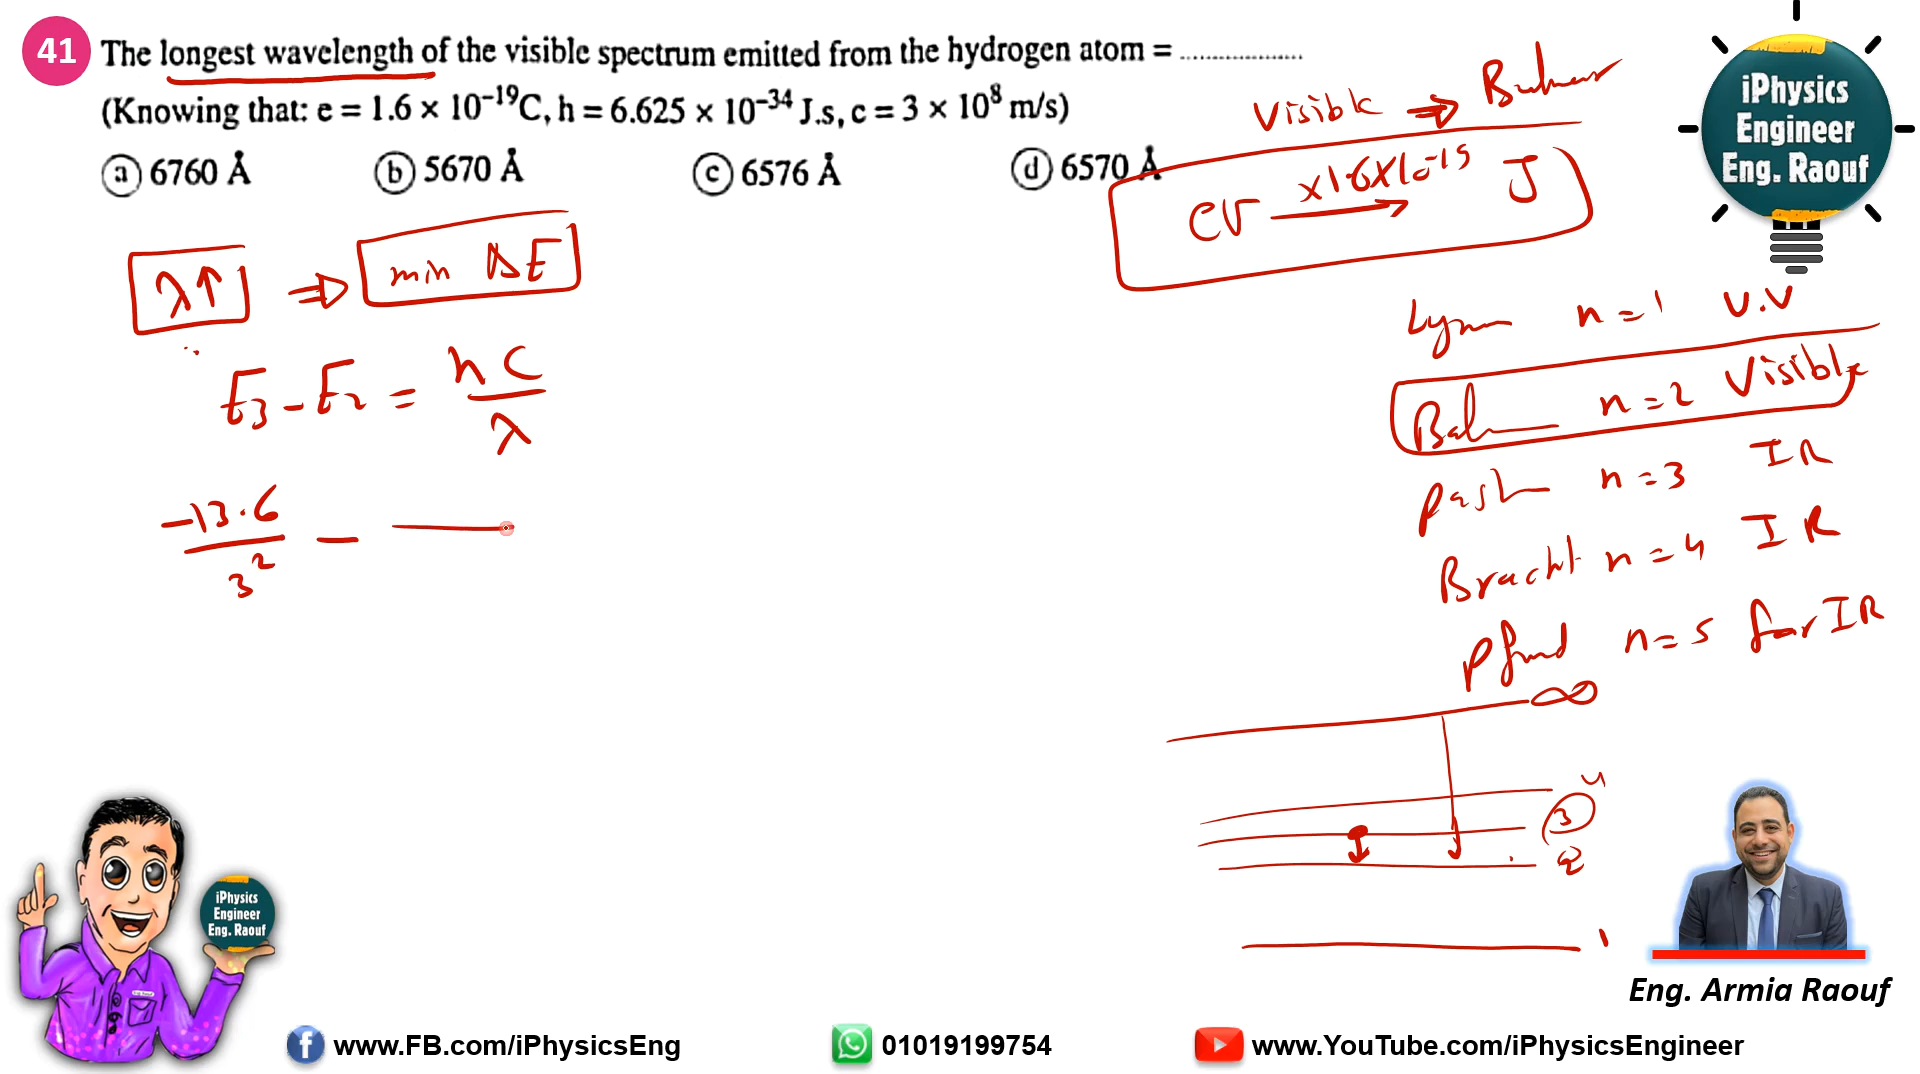 41 The longest wavelength of the visible spectrum emitted from the hydrogen atom = ....................
(Knowing that: e = 1.6 × 10⁻¹⁹C, h = 6.625 × 10⁻³⁴ J.s, c = 3 × 10⁸ m/s)
a 6760 Å b 5670 Å c 6576 Å d 6570 Å
Visible ⇒ Balmer
eV ×1.6×10⁻¹⁹ J
λ↑ ⇒ min ΔE
E₃ - E₂ = hC / λ
-13.6 / 3² -
Lyman n = 1 U.V
Balm n = 2 Visible
Pash n = 3 IR
Bracht n = 4 IR
Pfund n = 5 far IR
∞
4
3
2
1
iPhysics
Engineer
Eng. Raouf
iPhysics
Engineer
Eng. Raouf
Eng. Armia Raouf
www.FB.com/iPhysicsEng 01019199754 www.YouTube.com/iPhysicsEngineer